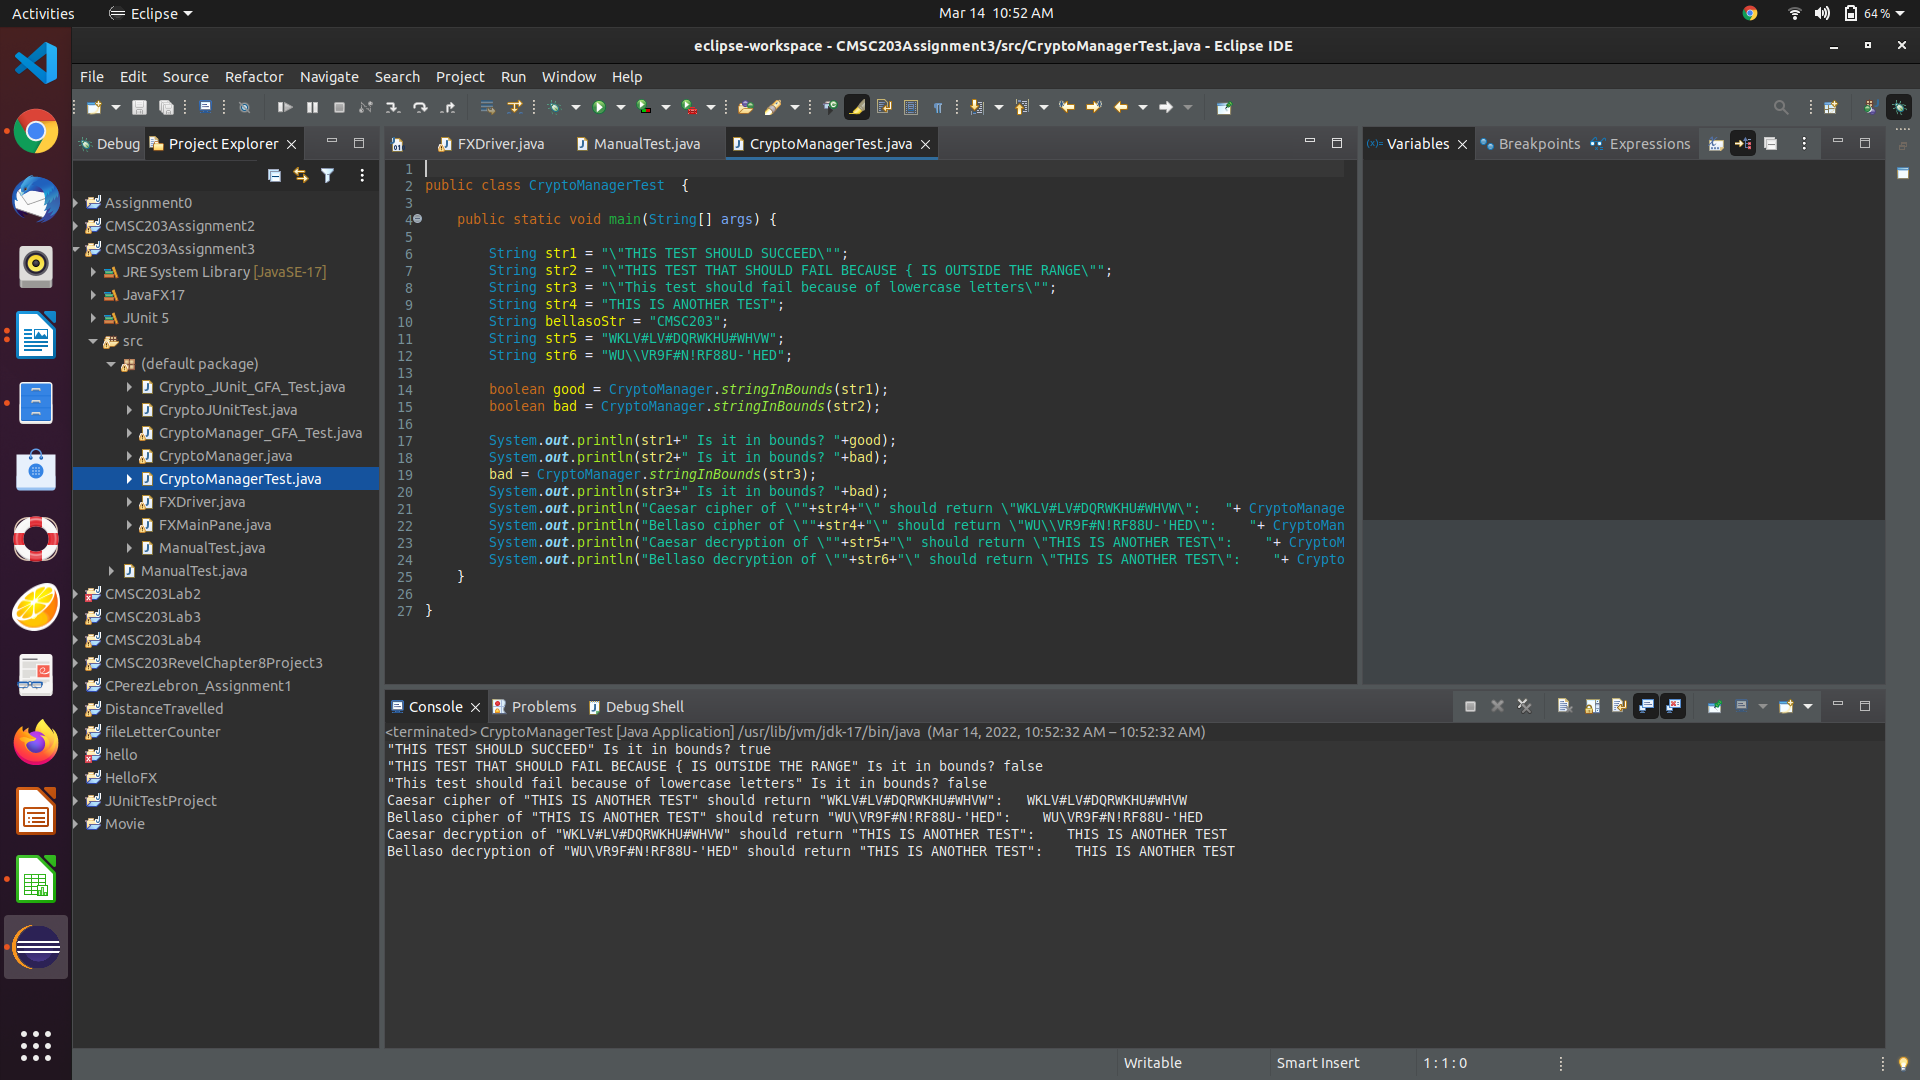 Activities Eclipse Mar 14 10:52 AM 64 %
eclipse-workspace - CMSC203Assignment3/src/CryptoManagerTest.java - Eclipse IDE
File Edit Source Refactor Navigate Search Project Run Window Help
Debug Project Explorer
Assignment0
CMSC203Assignment2
CMSC203Assignment3
JRE System Library [JavaSE-17]
JavaFX17
JUnit 5
src
(default package)
Crypto_JUnit_GFA_Test.java
CryptoJUnitTest.java
CryptoManager_GFA_Test.java
CryptoManager.java
CryptoManagerTest.java
FXDriver.java
FXMainPane.java
ManualTest.java
ManualTest.java
CMSC203Lab2
CMSC203Lab3
CMSC203Lab4
CMSC203RevelChapter8Project3
CPerezLebron_Assignment1
DistanceTravelled
fileLetterCounter
hello
HelloFX
JUnitTestProject
Movie
FXDriver.java ManualTest.java CryptoManagerTest.java
1
2 public class CryptoManagerTest {
3
4 public static void main(String[] args) {
5
6 String str1 = "\"THIS TEST SHOULD SUCCEED\"";
7 String str2 = "\"THIS TEST THAT SHOULD FAIL BECAUSE { IS OUTSIDE THE RANGE\"";
8 String str3 = "\"This test should fail because of lowercase letters\"";
9 String str4 = "THIS IS ANOTHER TEST";
10 String bellasoStr = "CMSC203";
11 String str5 = "WKLV#LV#DQRWKHU#WHVW";
12 String str6 = "WU\\VR9F#N!RF88U-'HED";
13
14 boolean good = CryptoManager.stringInBounds(str1);
15 boolean bad = CryptoManager.stringInBounds(str2);
16
17 System.out.println(str1+" Is it in bounds? "+good);
18 System.out.println(str2+" Is it in bounds? "+bad);
19 bad = CryptoManager.stringInBounds(str3);
20 System.out.println(str3+" Is it in bounds? "+bad);
21 System.out.println("Caesar cipher of \""+str4+"\" should return \"WKLV#LV#DQRWKHU#WHVW\":   "+ CryptoManage
22 System.out.println("Bellaso cipher of \""+str4+"\" should return \"WU\\VR9F#N!RF88U-'HED\":    "+ CryptoMan
23 System.out.println("Caesar decryption of \""+str5+"\" should return \"THIS IS ANOTHER TEST\":    "+ CryptoM
24 System.out.println("Bellaso decryption of \""+str6+"\" should return \"THIS IS ANOTHER TEST\":    "+ Crypto
25 }
26
27 }
Variables Breakpoints Expressions
Console Problems Debug Shell
<terminated> CryptoManagerTest [Java Application] /usr/lib/jvm/jdk-17/bin/java (Mar 14, 2022, 10:52:32 AM – 10:52:32 AM)
"THIS TEST SHOULD SUCCEED" Is it in bounds? true
"THIS TEST THAT SHOULD FAIL BECAUSE { IS OUTSIDE THE RANGE" Is it in bounds? false
"This test should fail because of lowercase letters" Is it in bounds? false
Caesar cipher of "THIS IS ANOTHER TEST" should return "WKLV#LV#DQRWKHU#WHVW":   WKLV#LV#DQRWKHU#WHVW
Bellaso cipher of "THIS IS ANOTHER TEST" should return "WU\VR9F#N!RF88U-'HED":    WU\VR9F#N!RF88U-'HED
Caesar decryption of "WKLV#LV#DQRWKHU#WHVW" should return "THIS IS ANOTHER TEST":    THIS IS ANOTHER TEST
Bellaso decryption of "WU\VR9F#N!RF88U-'HED" should return "THIS IS ANOTHER TEST":    THIS IS ANOTHER TEST
Writable Smart Insert 1 : 1 : 0